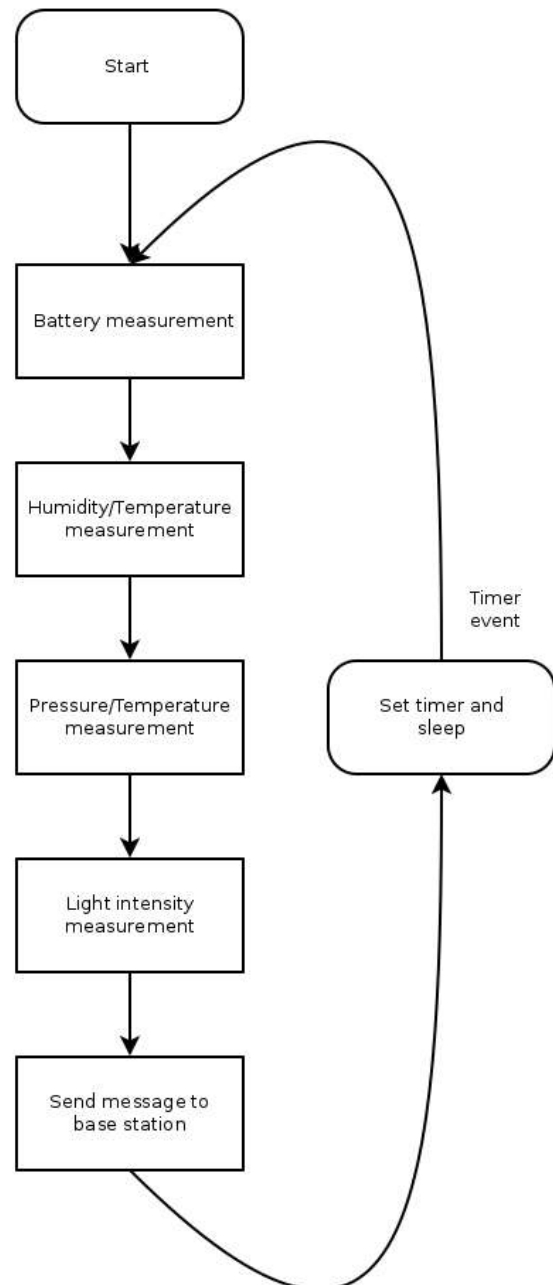 Start
Battery measurement
Humidity/Temperature
measurement
Pressure/Temperature
measurement
Light intensity
measurement
Send message to
base station
Timer
event
Set timer and
sleep